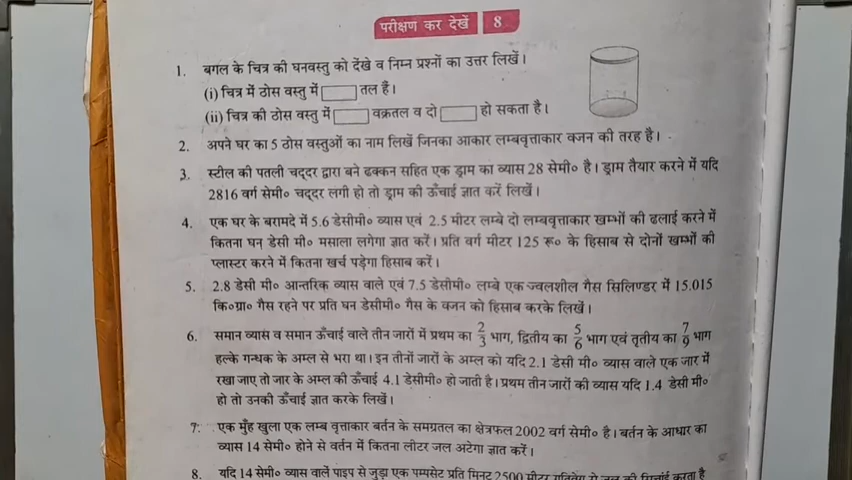 परीक्षण कर देखें 8
1. बगल के चित्र की घनवस्तु को देंखे व निम्न प्रश्नों का उत्तर लिखें।
(i) चित्र में ठोस वस्तु में तल हैं।
(ii) चित्र की ठोस वस्तु में वक्रतल व दो हो सकता है।
2. अपने घर का 5 ठोस वस्तुओं का नाम लिखें जिनका आकार लम्बवृत्ताकार वजन की तरह है।
3. स्टील की पतली चद्दर द्वारा बने ढक्कन सहित एक ड्राम का व्यास 28 सेमी० है। ड्राम तैयार करने में यदि
2816 वर्ग सेमी० चद्दर लगी हो तो ड्राम की ऊँचाई ज्ञात करें लिखें।
4. एक घर के बरामदे में 5.6 डेसीमी० व्यास एवं 2.5 मीटर लम्बे दो लम्बवृत्ताकार खम्भों की ढलाई करने में
कितना घन् डेसी मी० मसाला लगेगा ज्ञात करें। प्रति वर्ग मीटर 125 रू० के हिसाब से दोनों खम्भों की
प्लास्टर करने में कितना खर्च पड़ेगा हिसाब करें।
5. 2.8 डेसी मी० आन्तरिक व्यास वाले एवं 7.5 डेसीमी० लम्बे एक ज्वलशील गैस सिलिण्डर में 15.015
कि०ग्रा० गैस रहने पर प्रति घन डेसीमी० गैस के वजन को हिसाब करके लिखें।
6. समान व्यास व समान ऊँचाई वाले तीन जारों में प्रथम का 2/3 भाग, द्वितीय का 5/6 भाग एवं तृतीय का 7/9 भाग
हल्के गन्धक के अम्ल से भरा था। इन तीनों जारों के अम्ल को यदि 2.1 डेसी मी० व्यास वाले एक जार में
रखा जाए तो जार के अम्ल की ऊँचाई 4.1 डेसीमी० हो जाती है। प्रथम तीन जारों की व्यास यदि 1.4 डेसी मी०
हो तो उनकी ऊँचाई ज्ञात करके लिखें।
7. एक मुँह खुला एक लम्ब वृत्ताकार बर्तन के समग्रतल का क्षेत्रफल 2002 वर्ग सेमी० है। बर्तन के आधार का
व्यास 14 सेमी० होने से वर्तन में कितना लीटर जल अटेगा ज्ञात करें।
8. यदि 14 सेमी० व्यास वालें पाइप से जुड़ा एक पम्पसेट प्रति मिनट 2500 मीटर